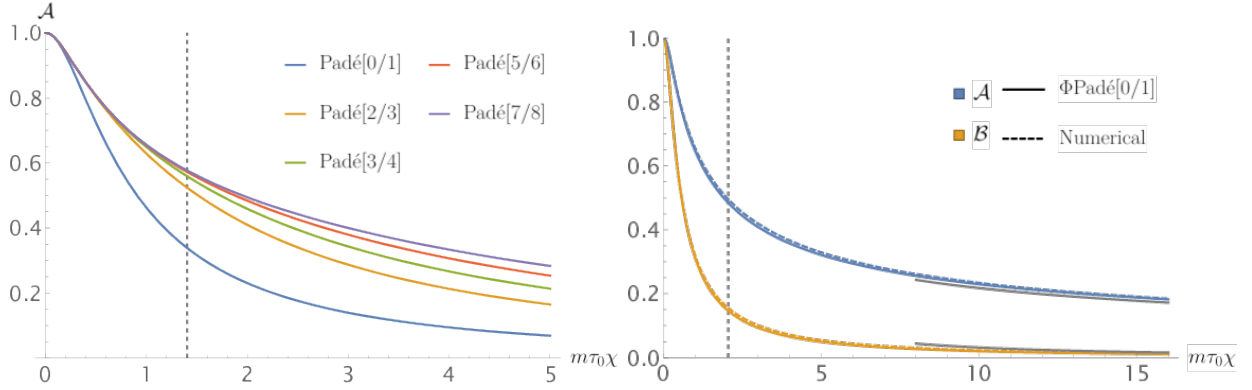 𝒜
1.0
0.8
0.6
0.4
0.2
0
1
2
3
4
5
mτ₀χ
Padé[0/1]
Padé[5/6]
Padé[2/3]
Padé[7/8]
Padé[3/4]
1.0
0.8
0.6
0.4
0.2
0.0
0
5
10
15
mτ₀χ
𝒜
ΦPadé[0/1]
ℬ
Numerical